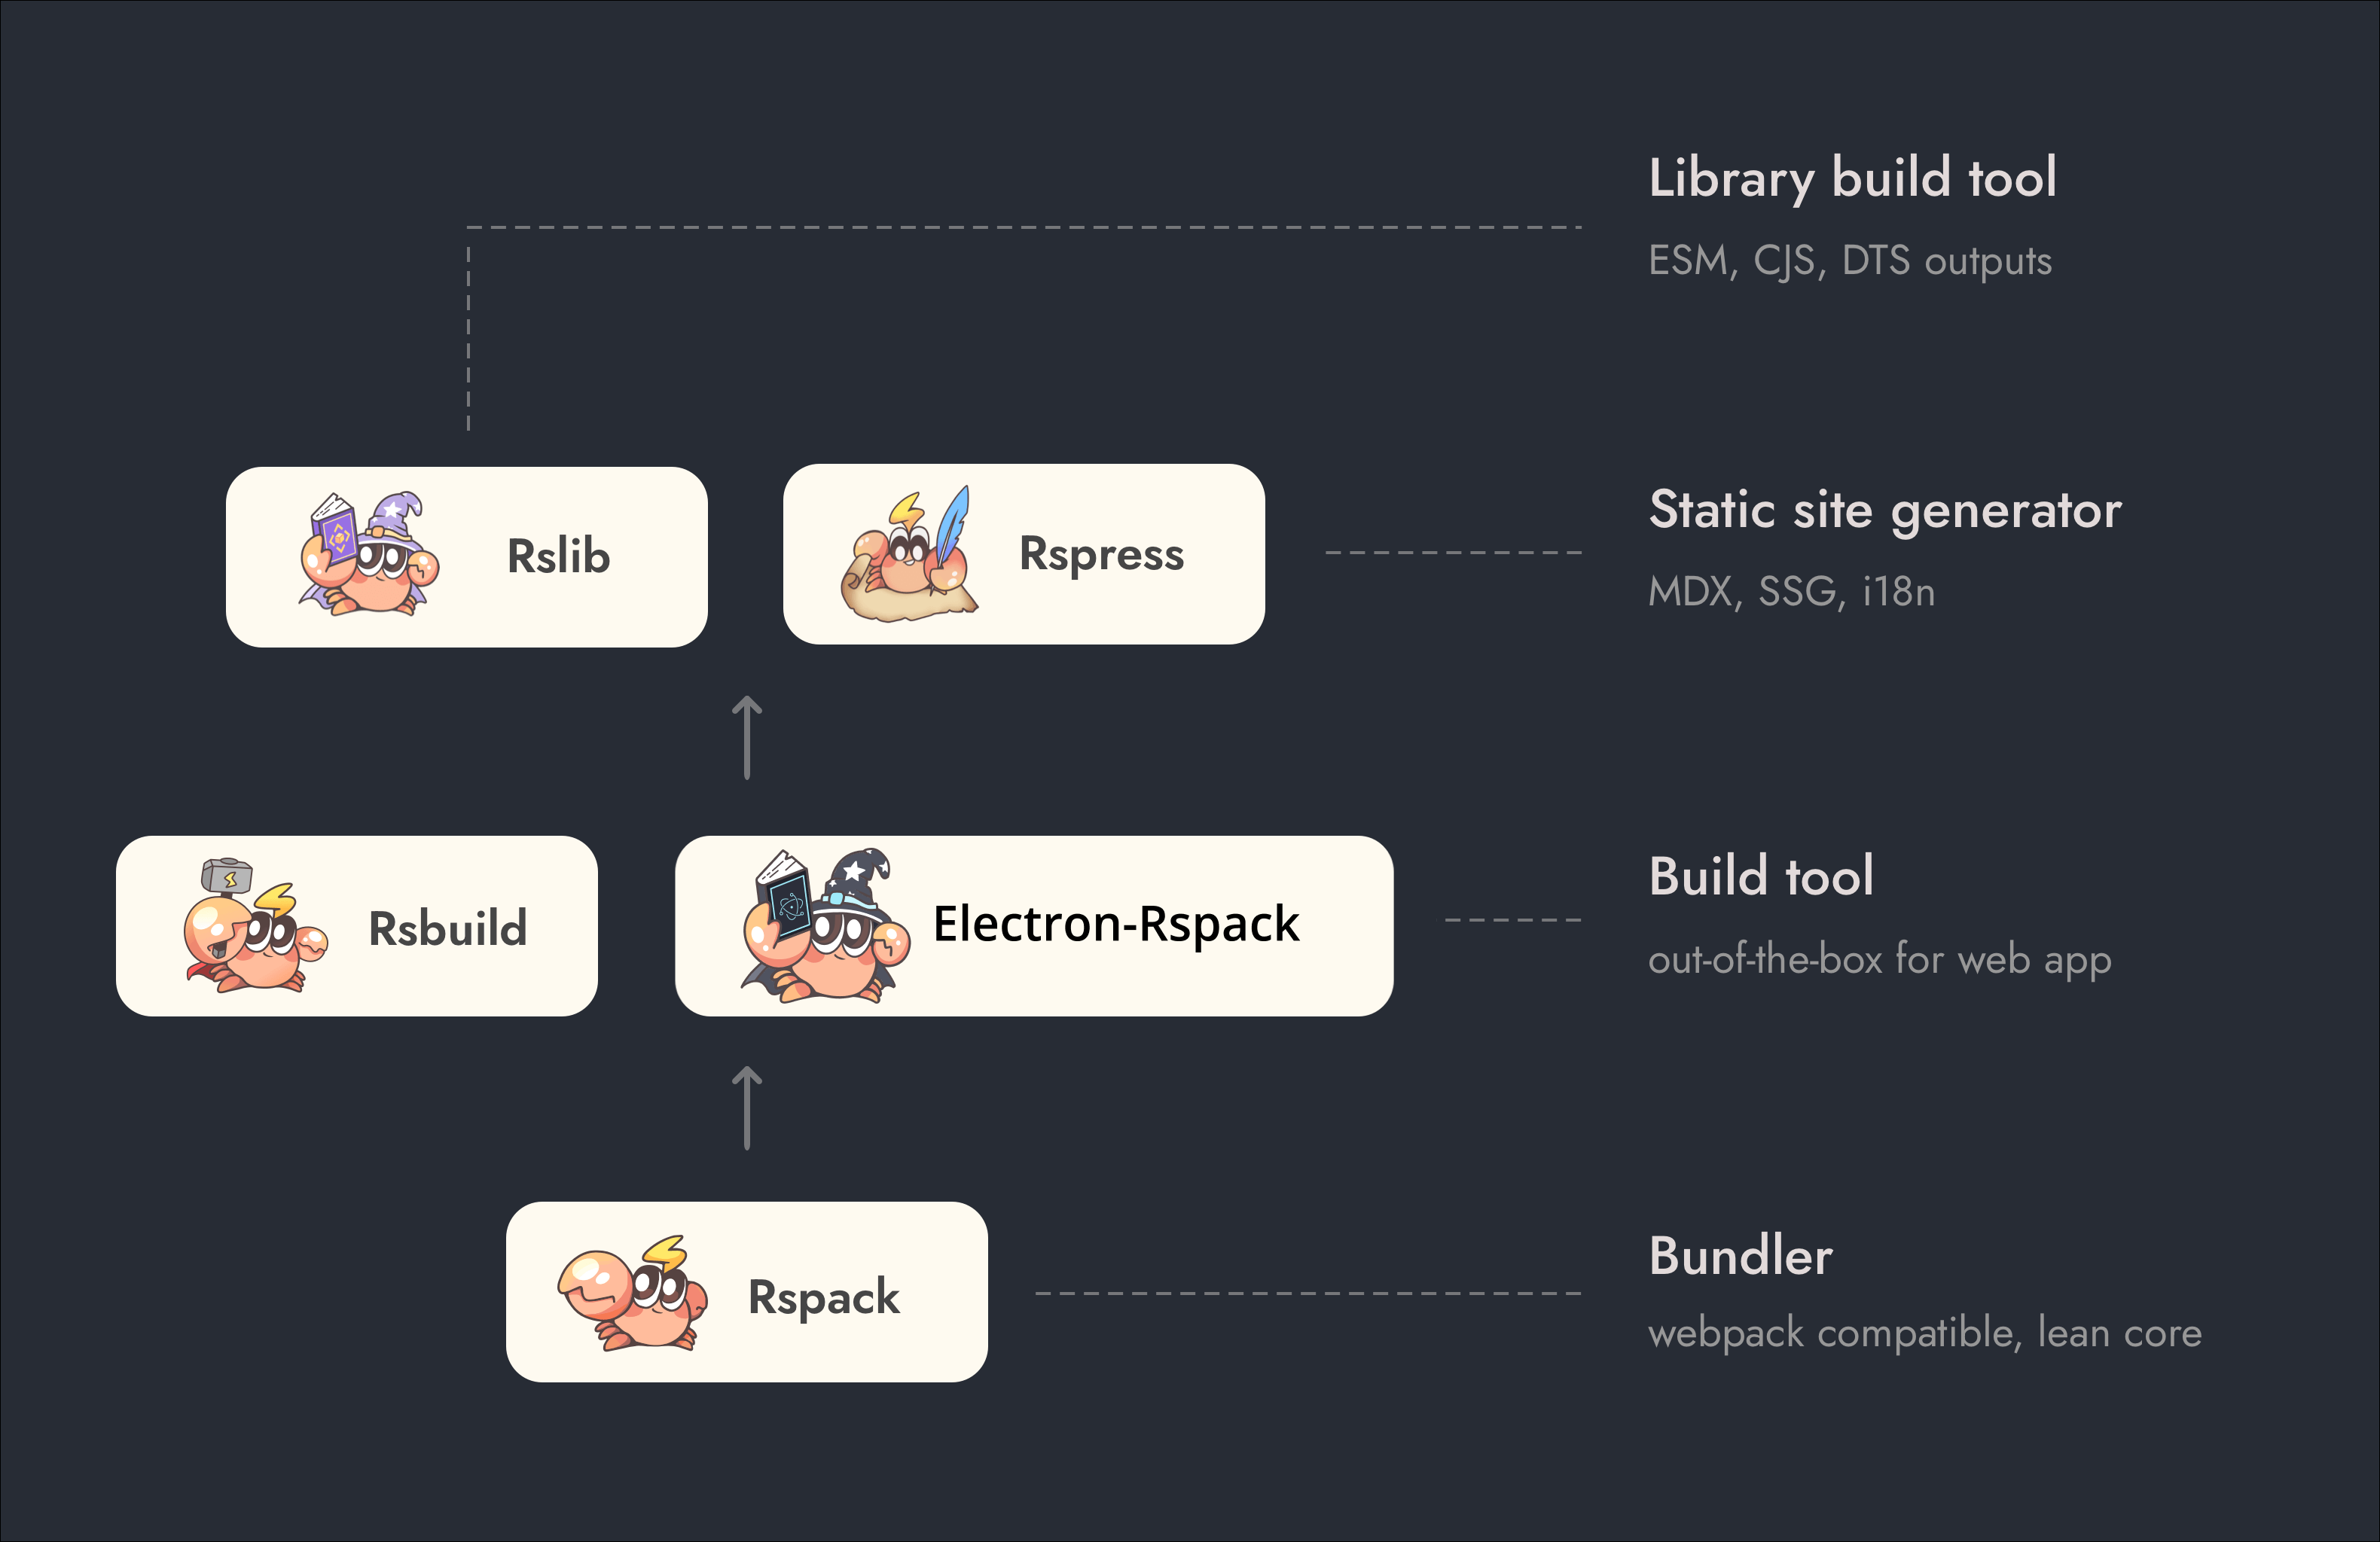 Library build tool
ESM, CJS, DTS outputs
Rslib
Rspress
Static site generator
MDX, SSG, i18n
Rsbuild
Electron-Rspack
Build tool
out-of-the-box for web app
Rspack
Bundler
webpack compatible, lean core